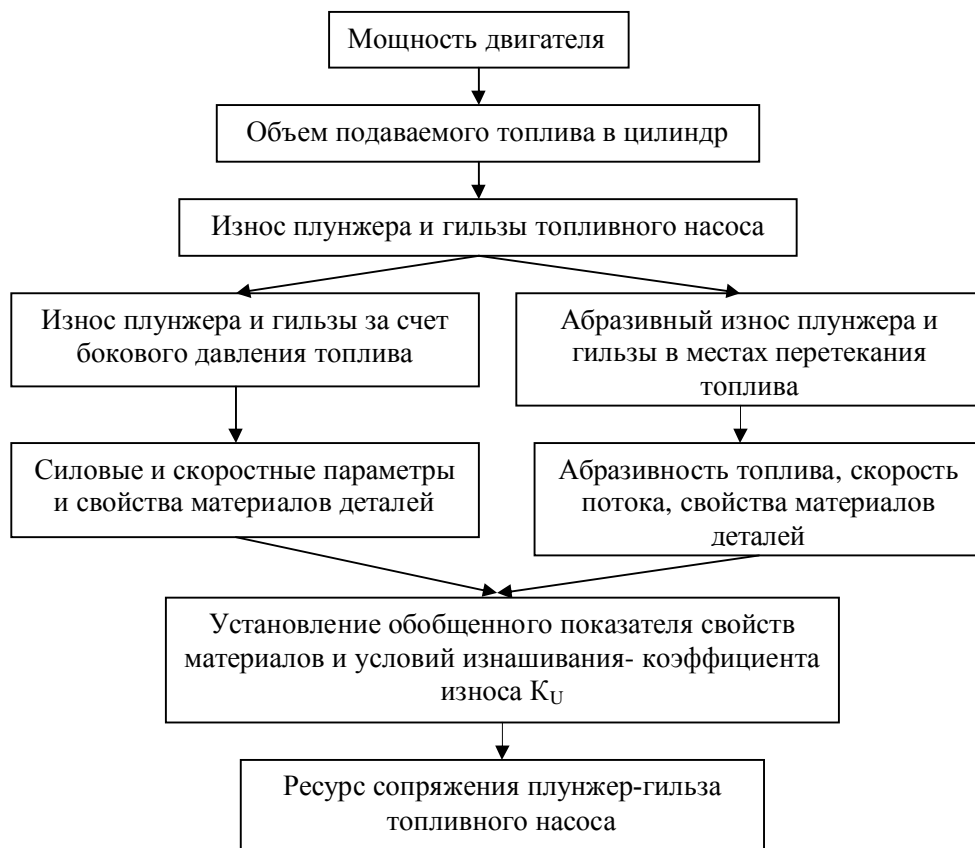 Мощность двигателя
Объем подаваемого топлива в цилиндр
Износ плунжера и гильзы топливного насоса
Износ плунжера и гильзы за счет
бокового давления топлива
Абразивный износ плунжера и
гильзы в местах перетекания
топлива
Силовые и скоростные параметры
и свойства материалов деталей
Абразивность топлива, скорость
потока, свойства материалов
деталей
Установление обобщенного показателя свойств
материалов и условий изнашивания- коэффициента
износа КU
Ресурс сопряжения плунжер-гильза
топливного насоса